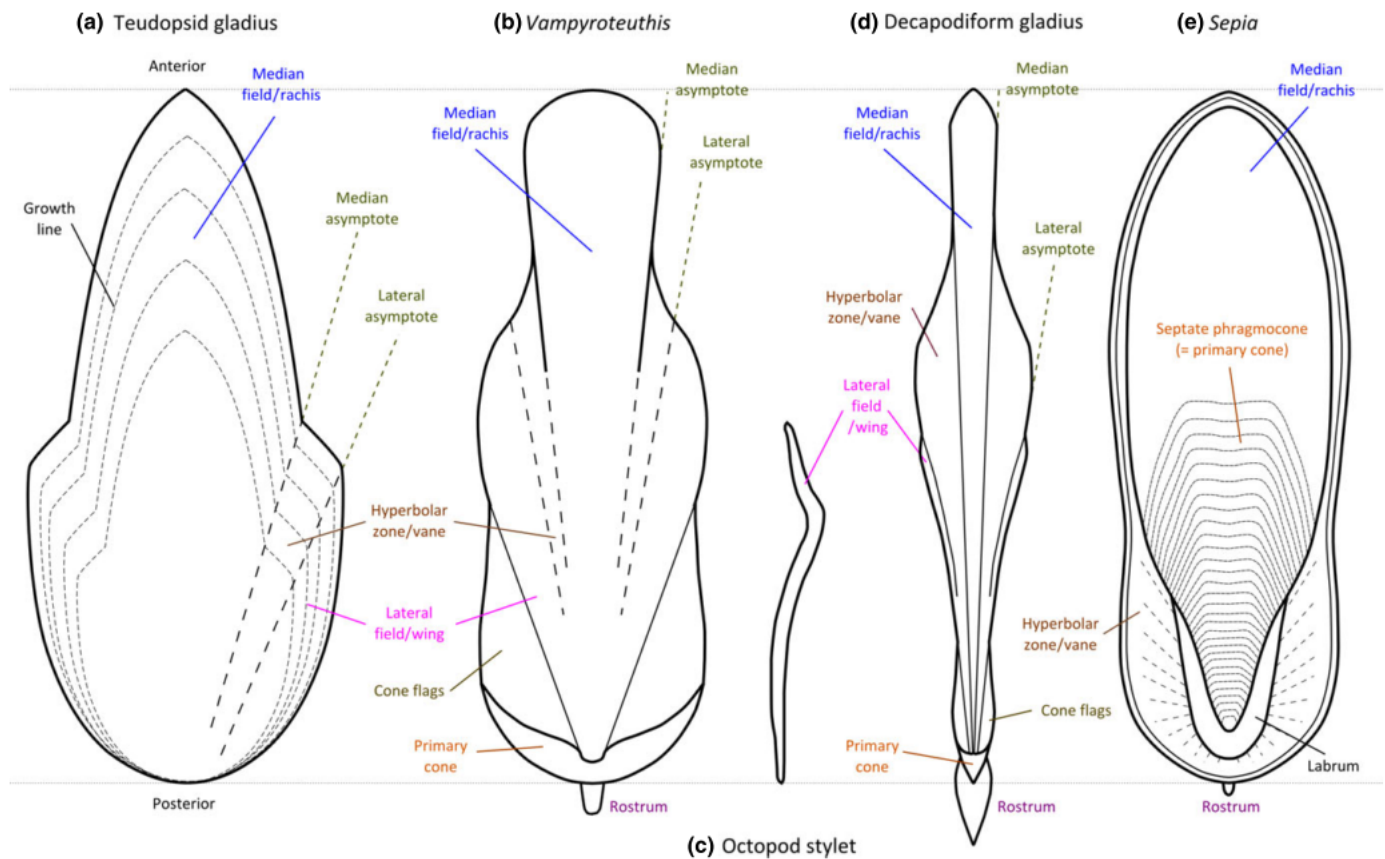 (a) Teudopsid gladius
(b) Vampyroteuthis
(d) Decapodiform gladius
(e) Sepia
Anterior
Median
field/rachis
Growth
line
Median
asymptote
Lateral
asymptote
Median
field/rachis
Median
asymptote
Lateral
asymptote
Hyperbolar
zone/vane
Lateral
field/wing
Cone flags
Primary
cone
Rostrum
Posterior
Lateral
field
/wing
(c) Octopod stylet
Median
field/rachis
Median
asymptote
Lateral
asymptote
Hyperbolar
zone/vane
Cone flags
Primary
cone
Rostrum
Median
field/rachis
Septate phragmocone
(= primary cone)
Hyperbolar
zone/vane
Labrum
Rostrum